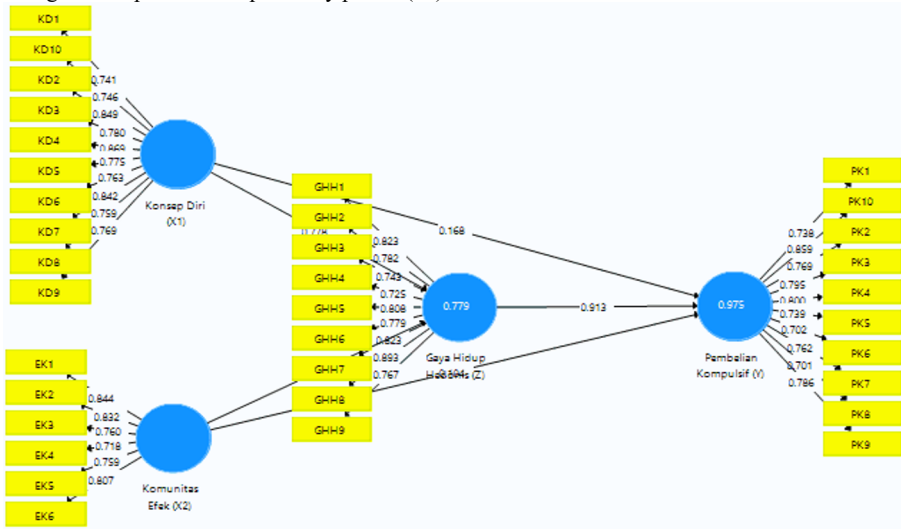 KD1
KD10
KD2
KD3
KD4
KD5
KD6
KD7
KD8
KD9
0.741
0.746
0.849
0.780
0.869
0.775
0.763
0.842
0.759
0.769
Konsep Diri
(X1)
EK1
EK2
EK3
EK4
EK5
EK6
0.844
0.832
0.760
0.718
0.759
0.807
Komunitas
Efek (X2)
GHH1
GHH2
GHH3
GHH4
GHH5
GHH6
GHH7
GHH8
GHH9
0.823
0.782
0.743
0.725
0.808
0.779
0.823
0.893
0.767
0.779
Gaya Hidup
Hedonis (Z)
0.168
0.913
0.975
Pembelian
Kompulsif (Y)
0.738
0.859
0.769
0.795
0.800
0.739
0.702
0.762
0.701
0.786
PK1
PK10
PK2
PK3
PK4
PK5
PK6
PK7
PK8
PK9